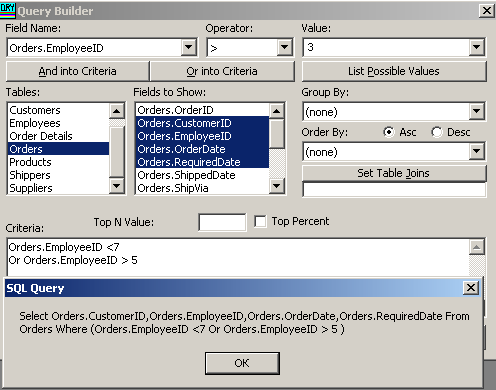 QRY Query Builder
Field Name: Operator: Value:
Orders.EmployeeID > 3
And into Criteria Or into Criteria List Possible Values
Tables: Fields to Show: Group By:
Customers Orders.OrderID (none)
Employees Orders.CustomerID
Order Details Orders.EmployeeID Order By: Asc Desc
Orders Orders.OrderDate (none)
Products Orders.RequiredDate
Shippers Orders.ShippedDate Set Table Joins
Suppliers Orders.ShipVia
Criteria: Top N Value: Top Percent
Orders.EmployeeID <7
Or Orders.EmployeeID > 5
SQL Query
Select Orders.CustomerID,Orders.EmployeeID,Orders.OrderDate,Orders.RequiredDate From
Orders Where (Orders.EmployeeID <7 Or Orders.EmployeeID > 5 )
OK